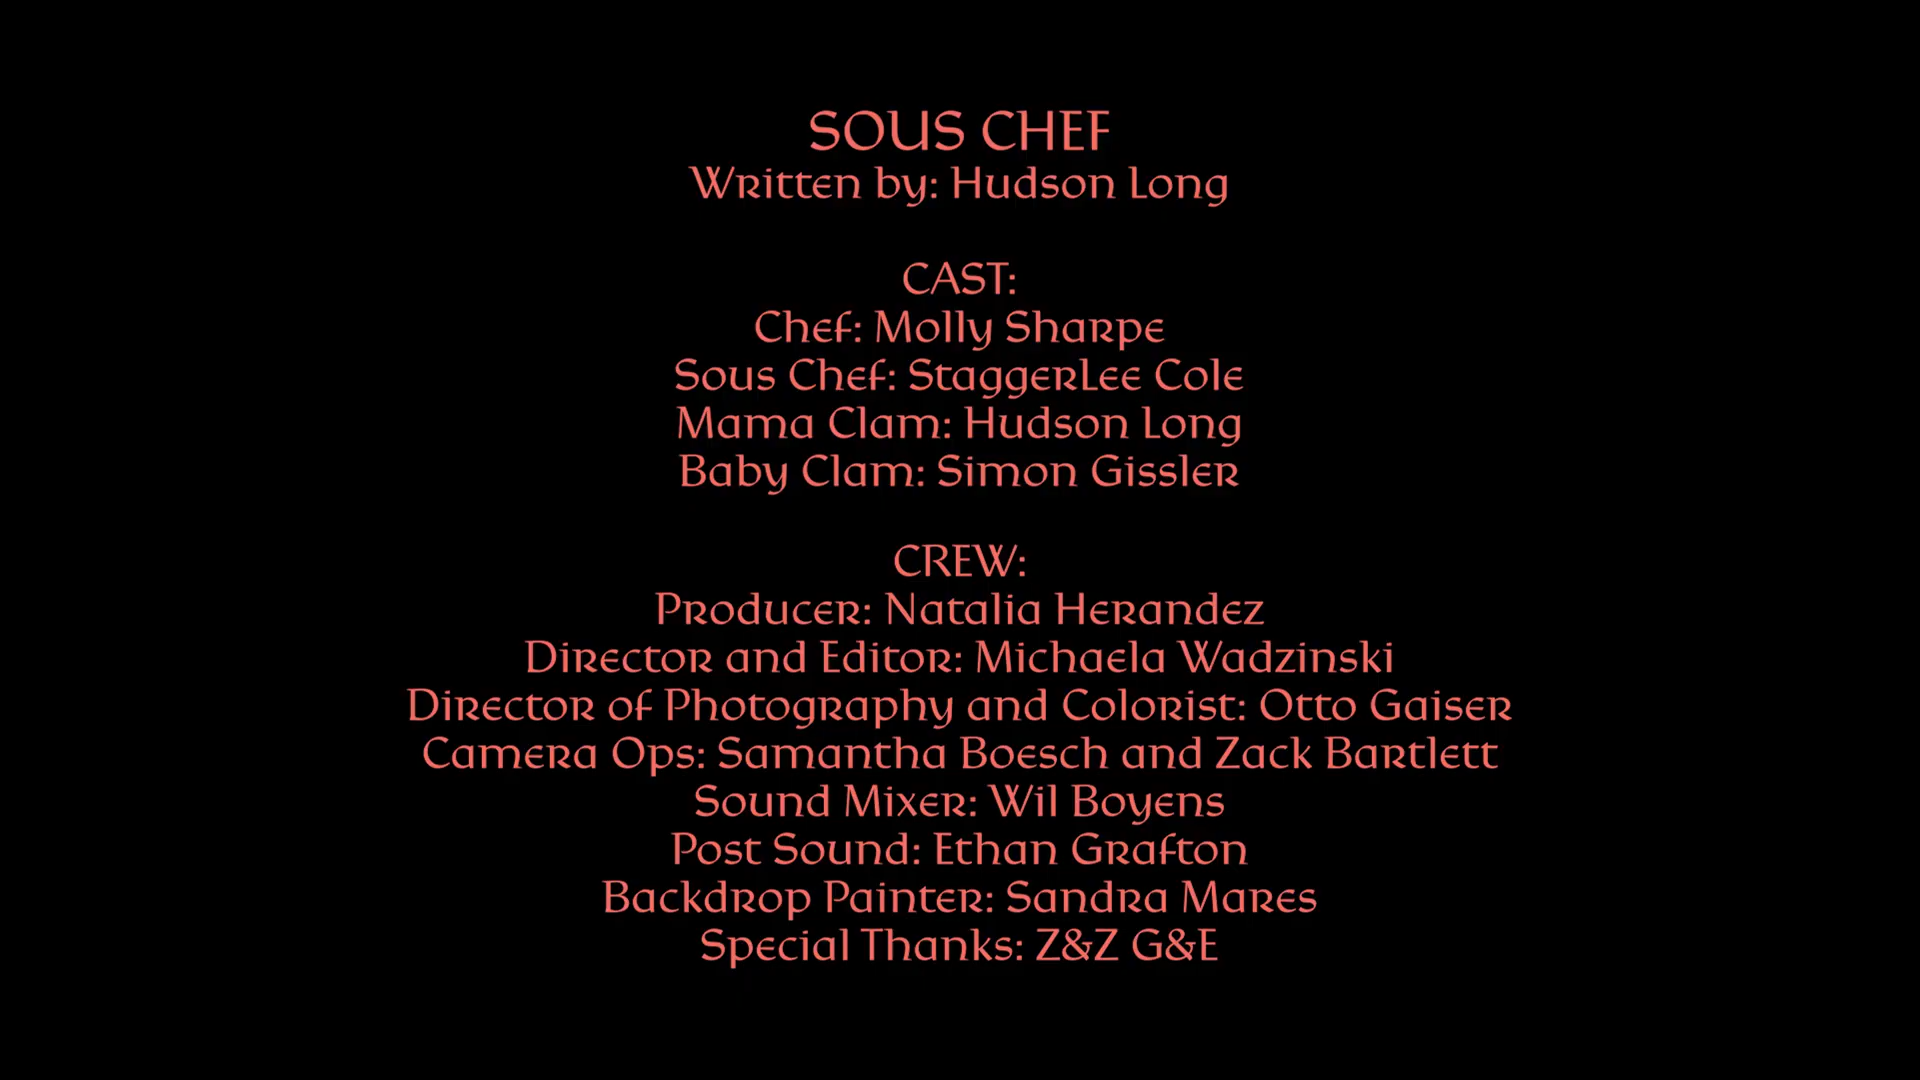 SOUS CHEF
Written by: Hudson Long
CAST:
Chef: Molly Sharpe
Sous Chef: StaggerLee Cole
Mama Clam: Hudson Long
Baby Clam: Simon Gissler
CREW:
Producer: Natalia Herandez
Director and Editor: Michaela Wadzinski
Director of Photography and Colorist: Otto Gaiser
Camera Ops: Samantha Boesch and Zack Bartlett
Sound Mixer: Wil Boyens
Post Sound: Ethan Grafton
Backdrop Painter: Sandra Mares
Special Thanks: Z&Z G&E